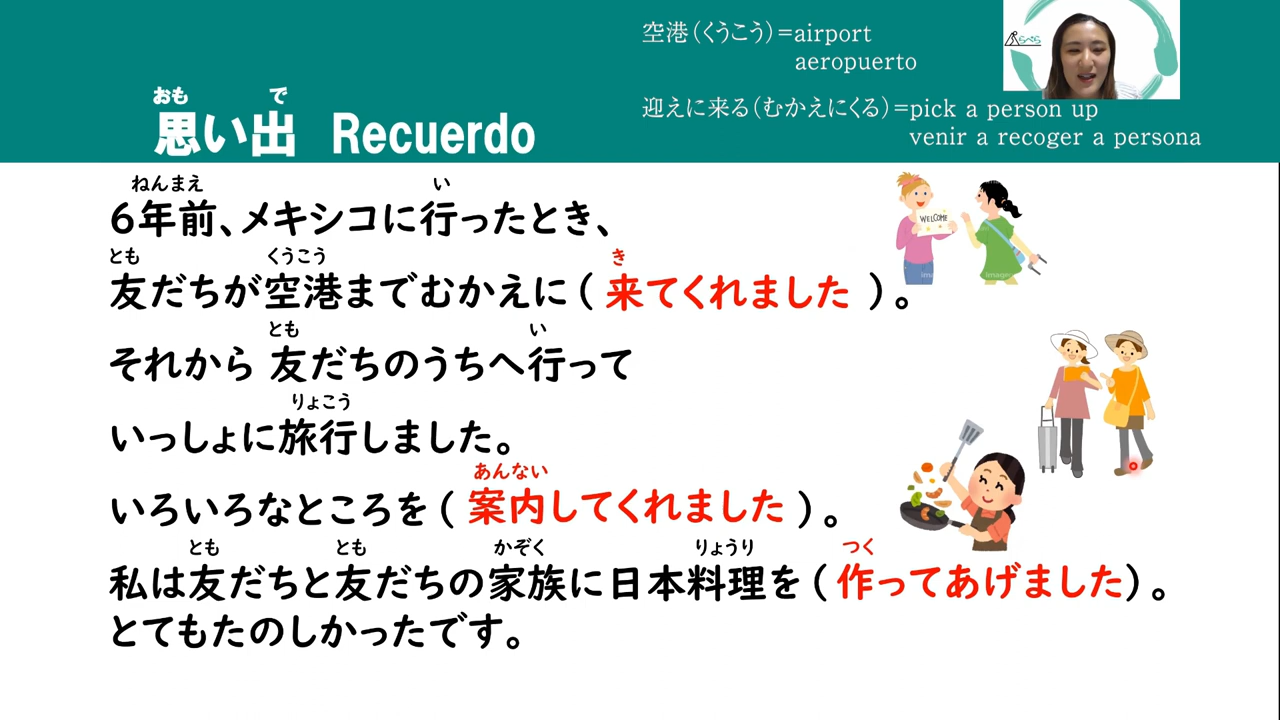 空港(くうこう)=airport
aeropuerto
迎えに来る(むかえにくる)=pick a person up
venir a recoger a persona
おも で
思い出 Recuerdo
ねんまえ い
6年前、メキシコに行ったとき、
とも くうこう き
友だちが空港までむかえに( 来てくれました )。
とも い
それから 友だちのうちへ行って
りょこう
いっしょに旅行しました。
あんない
いろいろなところを( 案内してくれました )。
とも とも かぞく りょうり つく
私は友だちと友だちの家族に日本料理を( 作ってあげました)。
とてもたのしかったです。
WELCOME